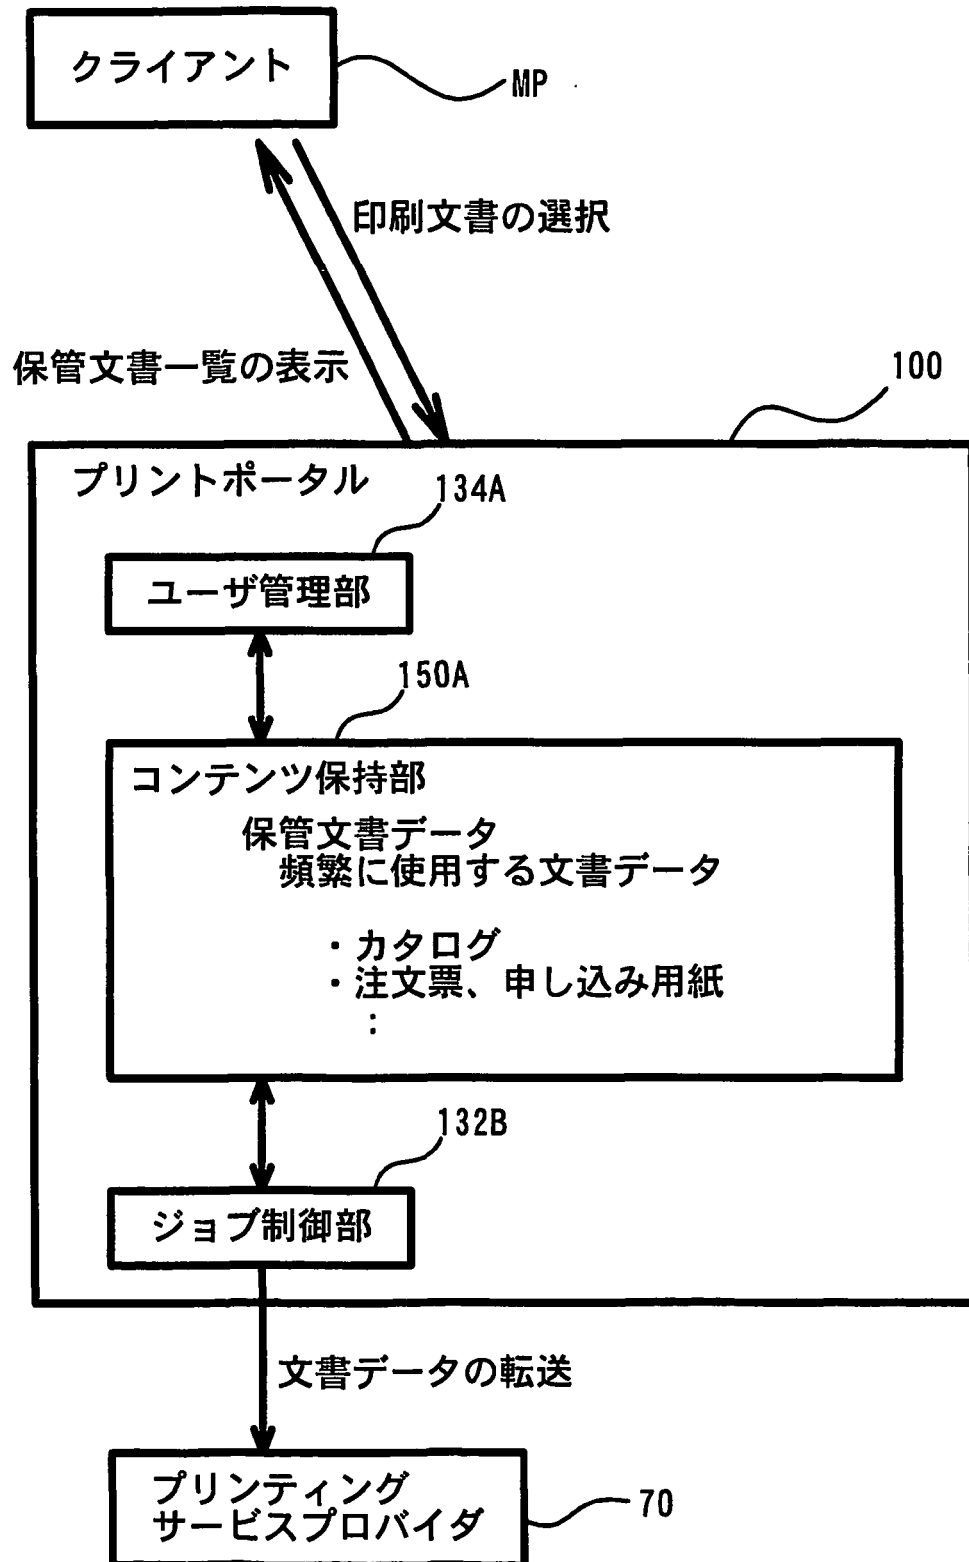 クライアント
MP
印刷文書の選択
保管文書一覧の表示
100
プリントポータル
134A
ユーザ管理部
150A
コンテンツ保持部
保管文書データ
頻繁に使用する文書データ
・カタログ
・注文票、申し込み用紙
:
132B
ジョブ制御部
文書データの転送
プリンティング
サービスプロバイダ
70